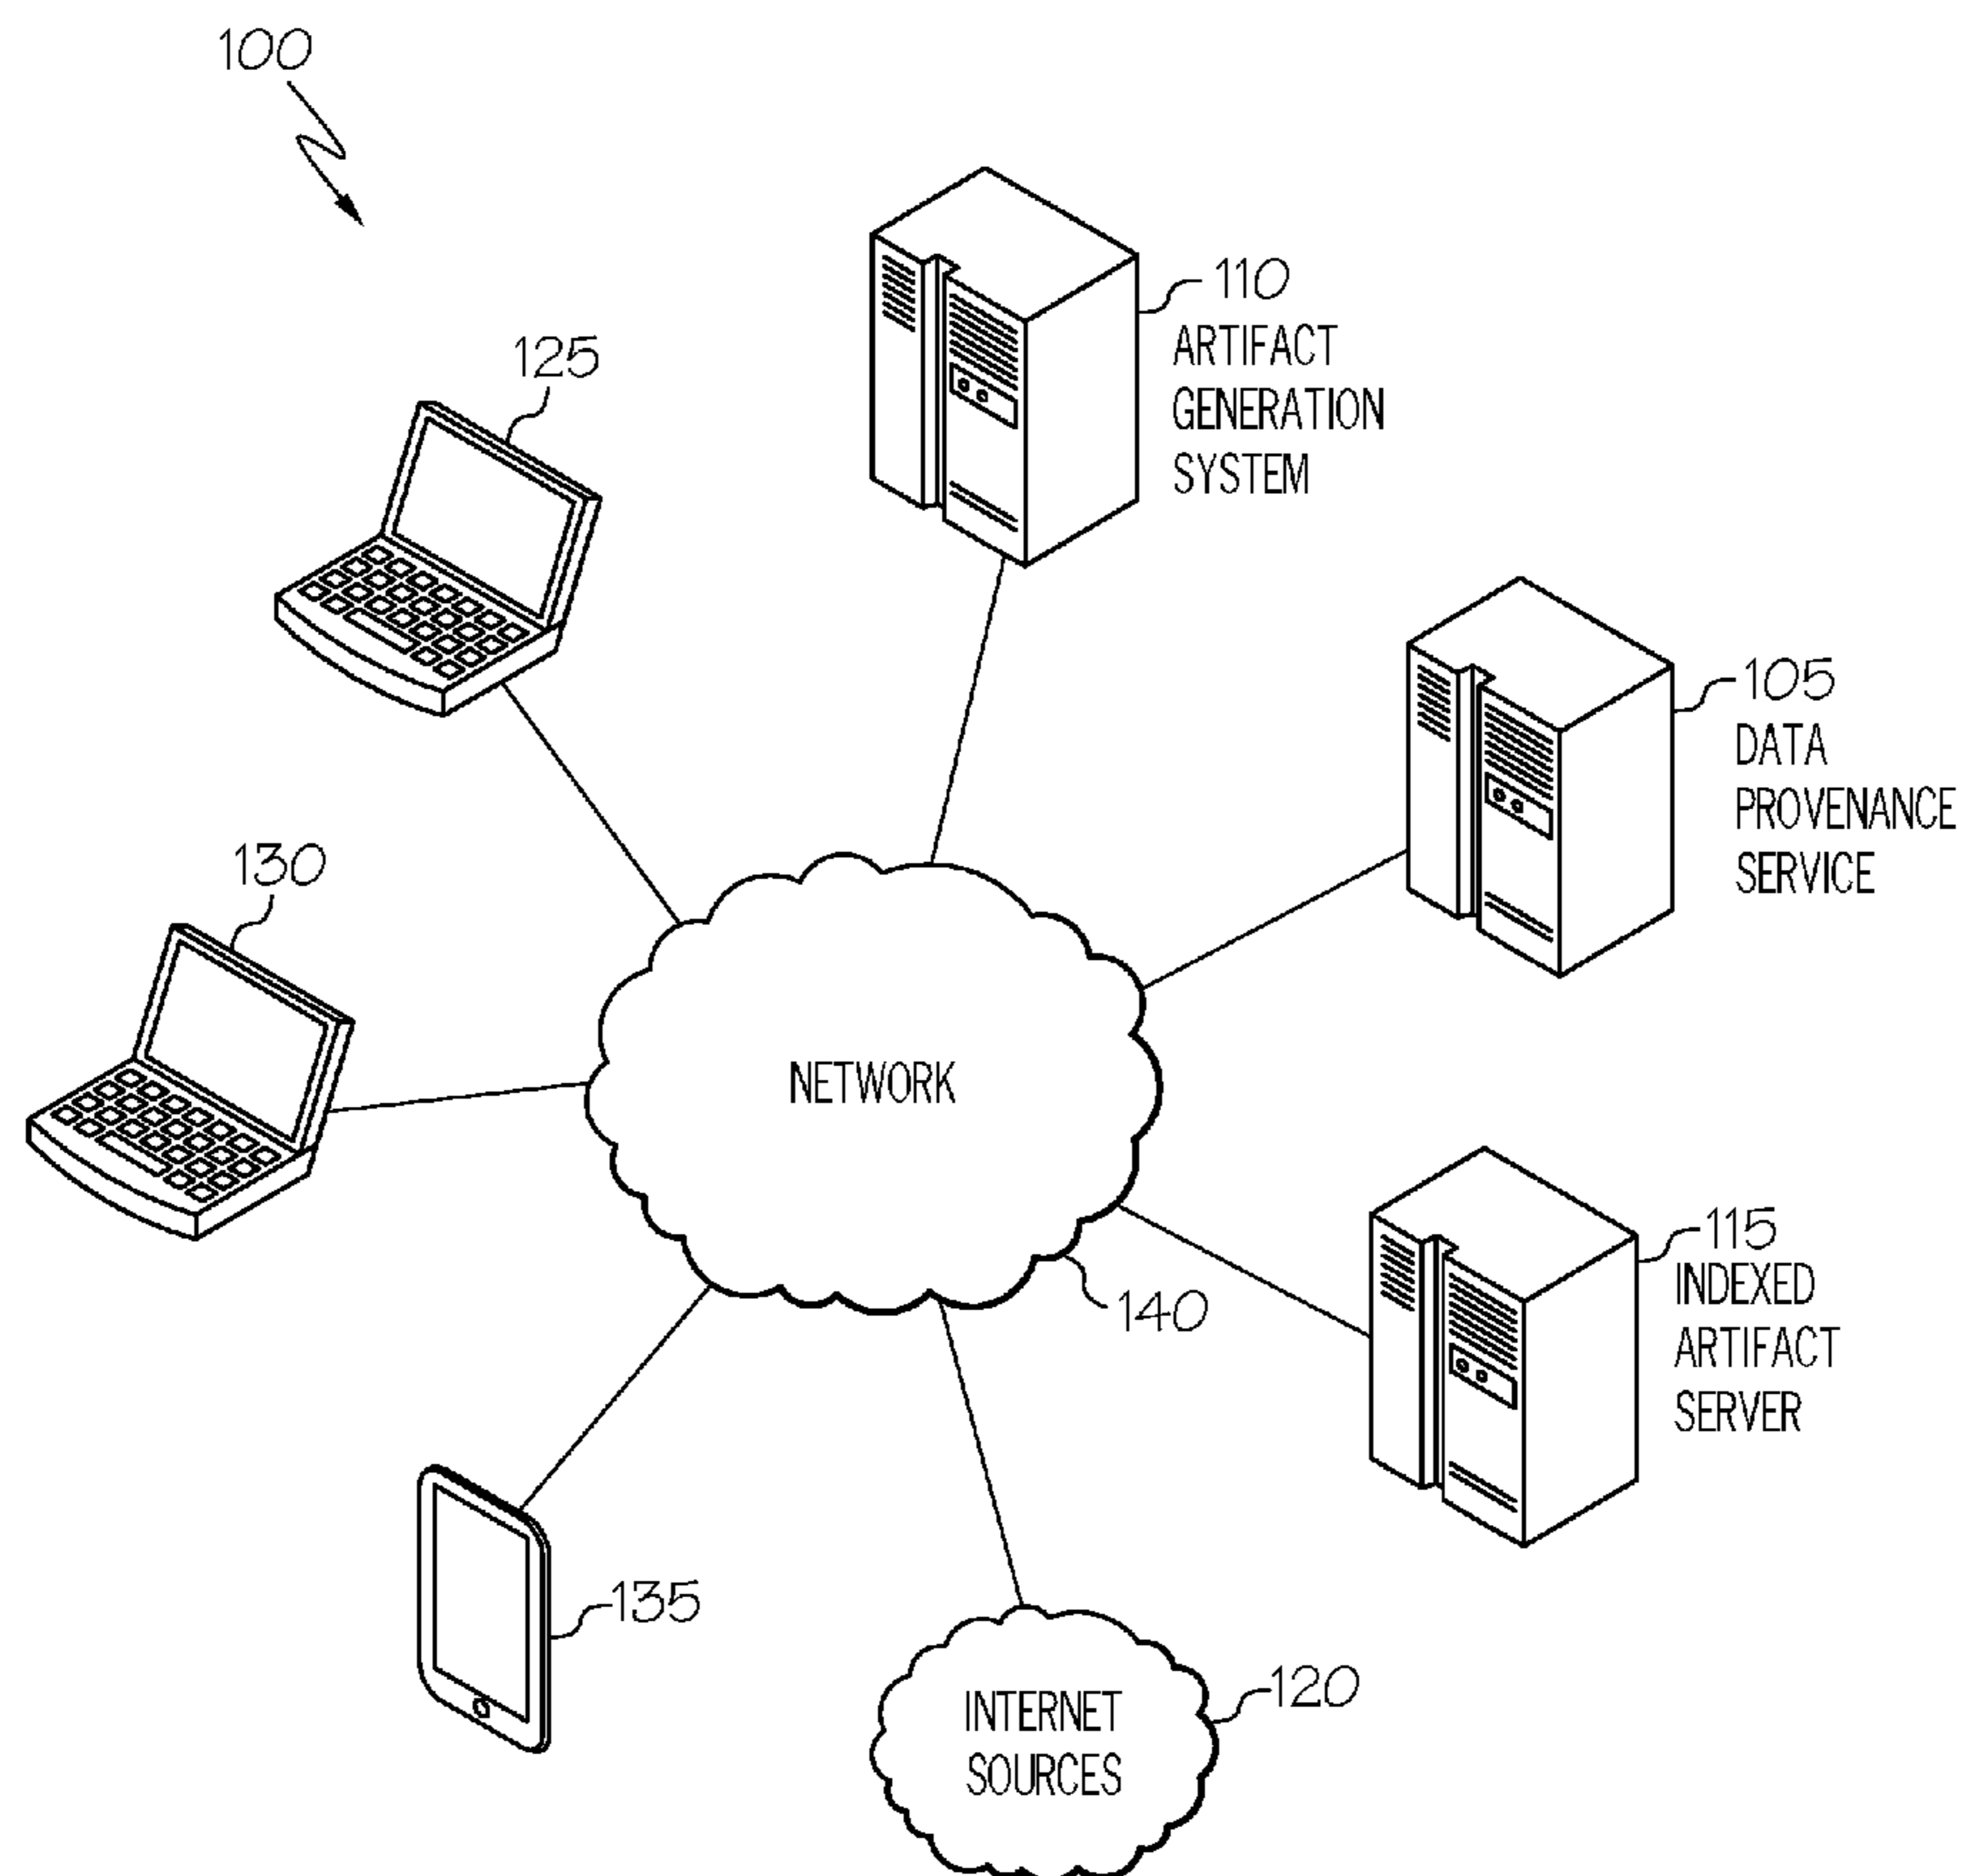 100
110
ARTIFACT
GENERATION
SYSTEM
125
105
DATA
PROVENANCE
SERVICE
130
NETWORK
140
115
INDEXED
ARTIFACT
SERVER
135
120
INTERNET
SOURCES